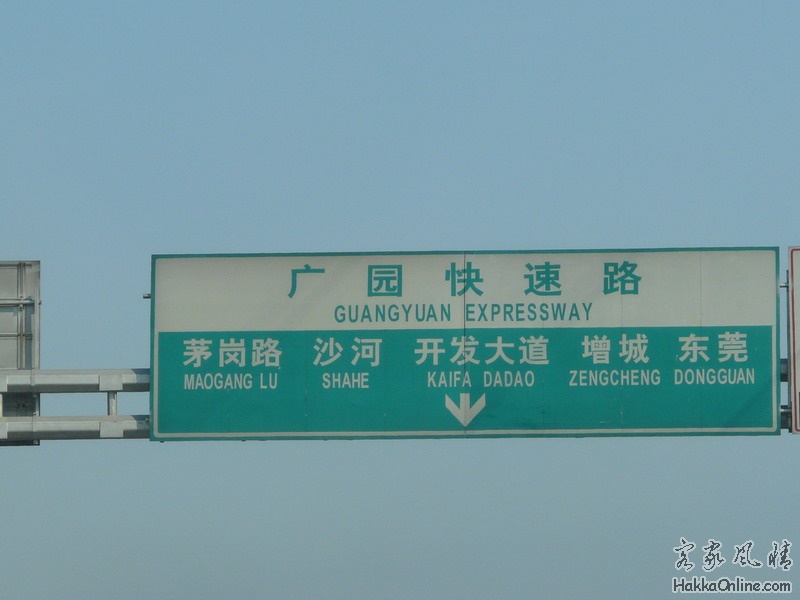 广园快速路
GUANGYUAN EXPRESSWAY
茅岗路 沙河 开发大道 增城 东莞
MAOGANG LU SHAHE KAIFA DADAO ZENGCHENG DONGGUAN
客家风情
HakkaOnline.com